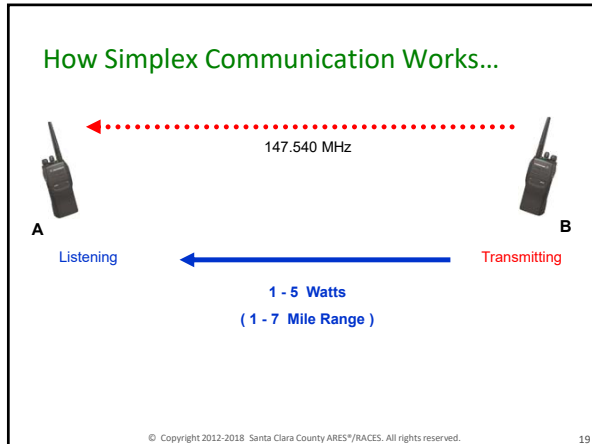 How Simplex Communication Works...
147.540 MHz
A
B
Listening
Transmitting
1 - 5 Watts
( 1 - 7 Mile Range )
© Copyright 2012-2018 Santa Clara County ARES®/RACES. All rights reserved.
19